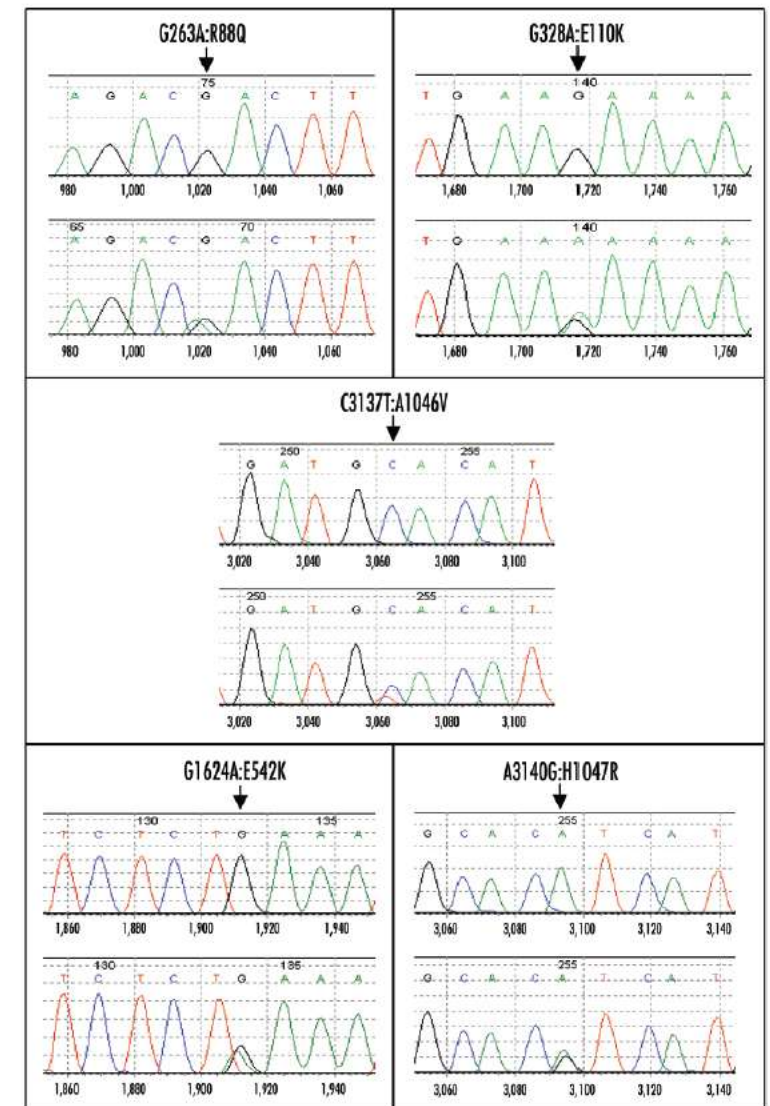 G263A:R88Q
75
A G A C G A C T T
980 1,000 1,020 1,040 1,060
65 70
A G A C G A C T T
980 1,000 1,020 1,040 1,060
G328A:E110K
140
T G A A G A A A A
1,680 1,700 1,720 1,740 1,760
140
T G A A A A A A A
1,680 1,700 1,720 1,740 1,760
C3137T:A1046V
250 255
G A T G C A C A T
3,020 3,040 3,060 3,080 3,100
250 255
G A T G C A C A T
3,020 3,040 3,060 3,080 3,100
G1624A:E542K
130 135
T C T C T G A A A
1,860 1,880 1,900 1,920 1,940
130 135
T C T C T G A A A
1,860 1,880 1,900 1,920 1,940
A3140G:H1047R
255
G C A C A T C A T
3,060 3,080 3,100 3,120 3,140
255
G C A C A T C A T
3,060 3,080 3,100 3,120 3,140